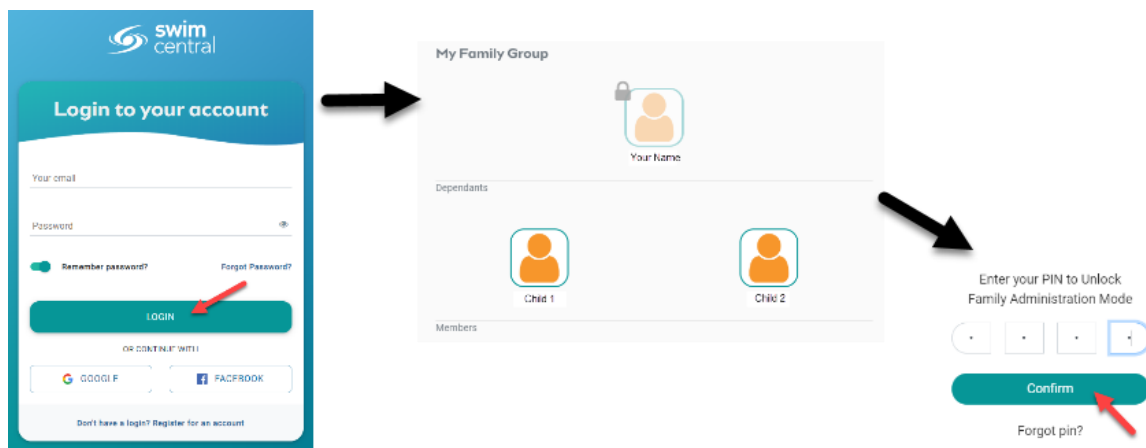 swim
central
Login to your account
Your email
Password
Remember password?
Forgot Password?
LOGIN
OR CONTINUE WITH
GOOGLE
FACEBOOK
Don't have a login? Register for an account
My Family Group
Your Name
Dependants
Child 1
Child 2
Members
Enter your PIN to Unlock
Family Administration Mode
Confirm
Forgot pin?